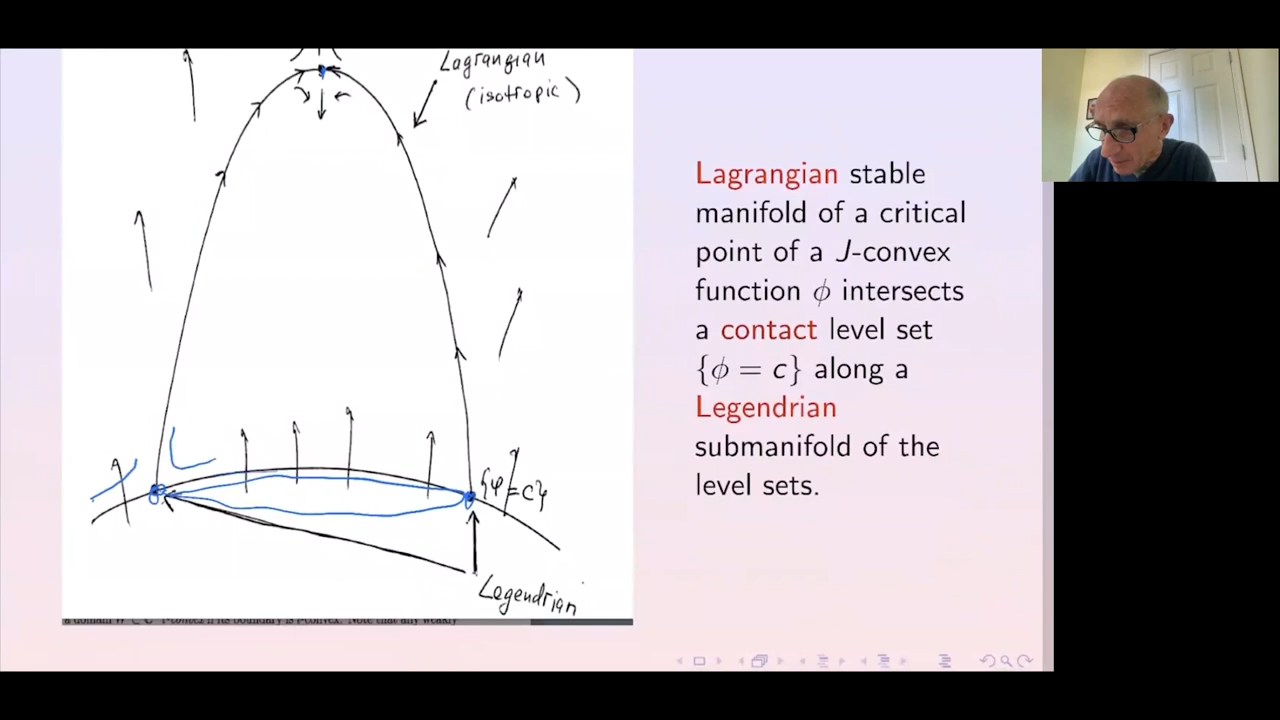 Lagrangian
(isotropic)
{φ=c}
Legendrian
Lagrangian stable
manifold of a critical
point of a J-convex
function ϕ intersects
a contact level set
{ϕ = c} along a
Legendrian
submanifold of the
level sets.